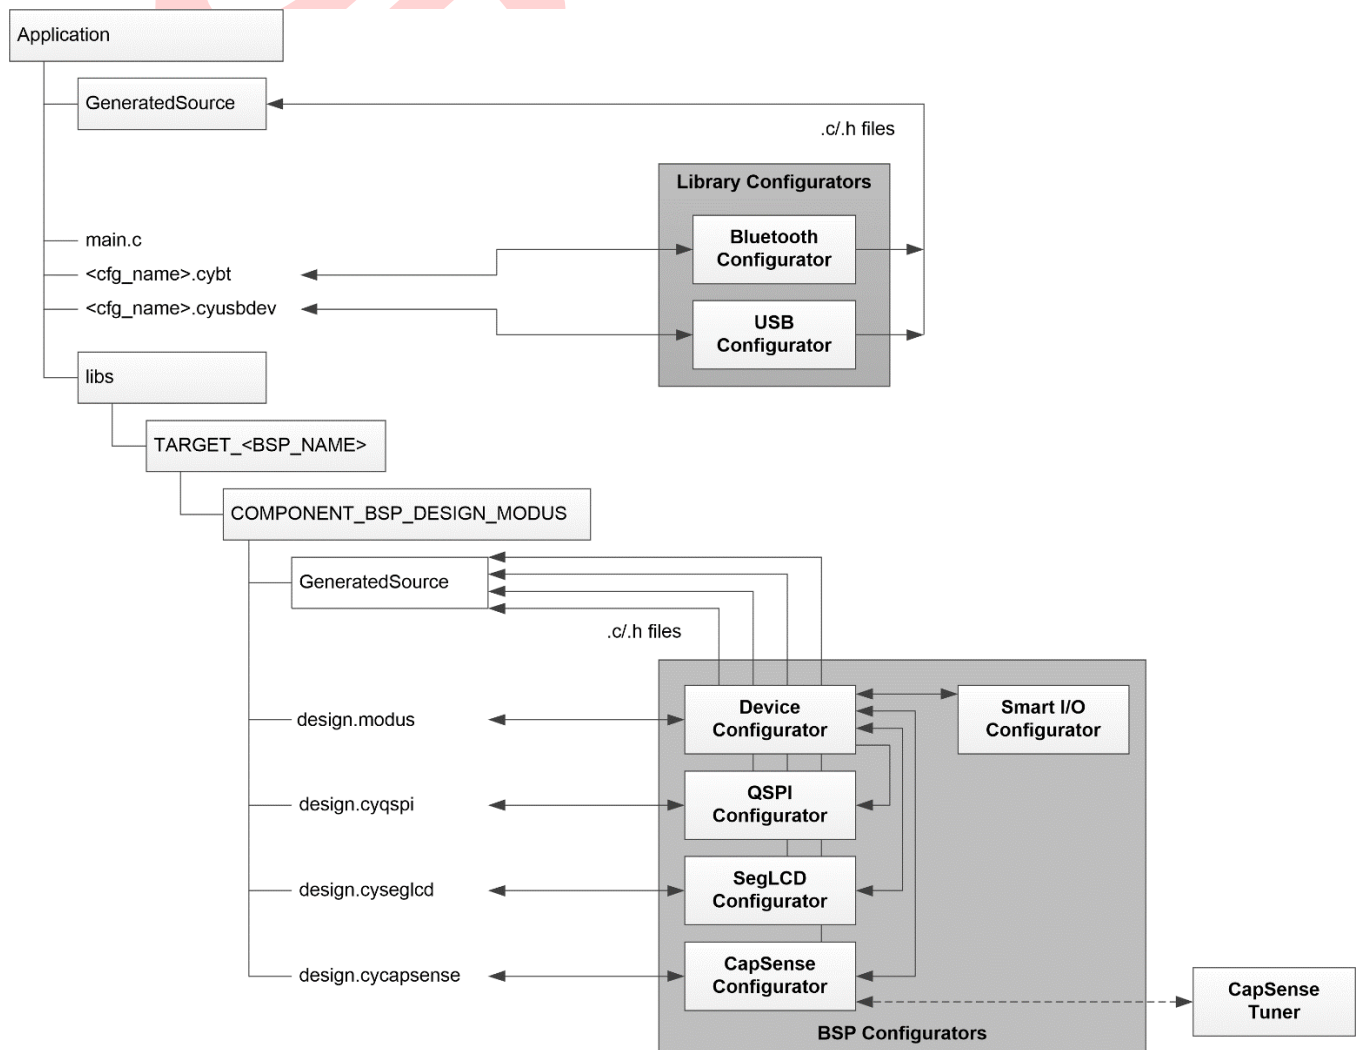 Application
GeneratedSource
.c/.h files
Library Configurators
Bluetooth
Configurator
main.c
<cfg_name>.cybt
<cfg_name>.cyusbdev
USB
Configurator
libs
TARGET_<BSP_NAME>
COMPONENT_BSP_DESIGN_MODUS
GeneratedSource
.c/.h files
design.modus
Device
Configurator
Smart I/O
Configurator
design.cyqspi
QSPI
Configurator
design.cyseglcd
SegLCD
Configurator
design.cycapsense
CapSense
Configurator
CapSense
Tuner
BSP Configurators